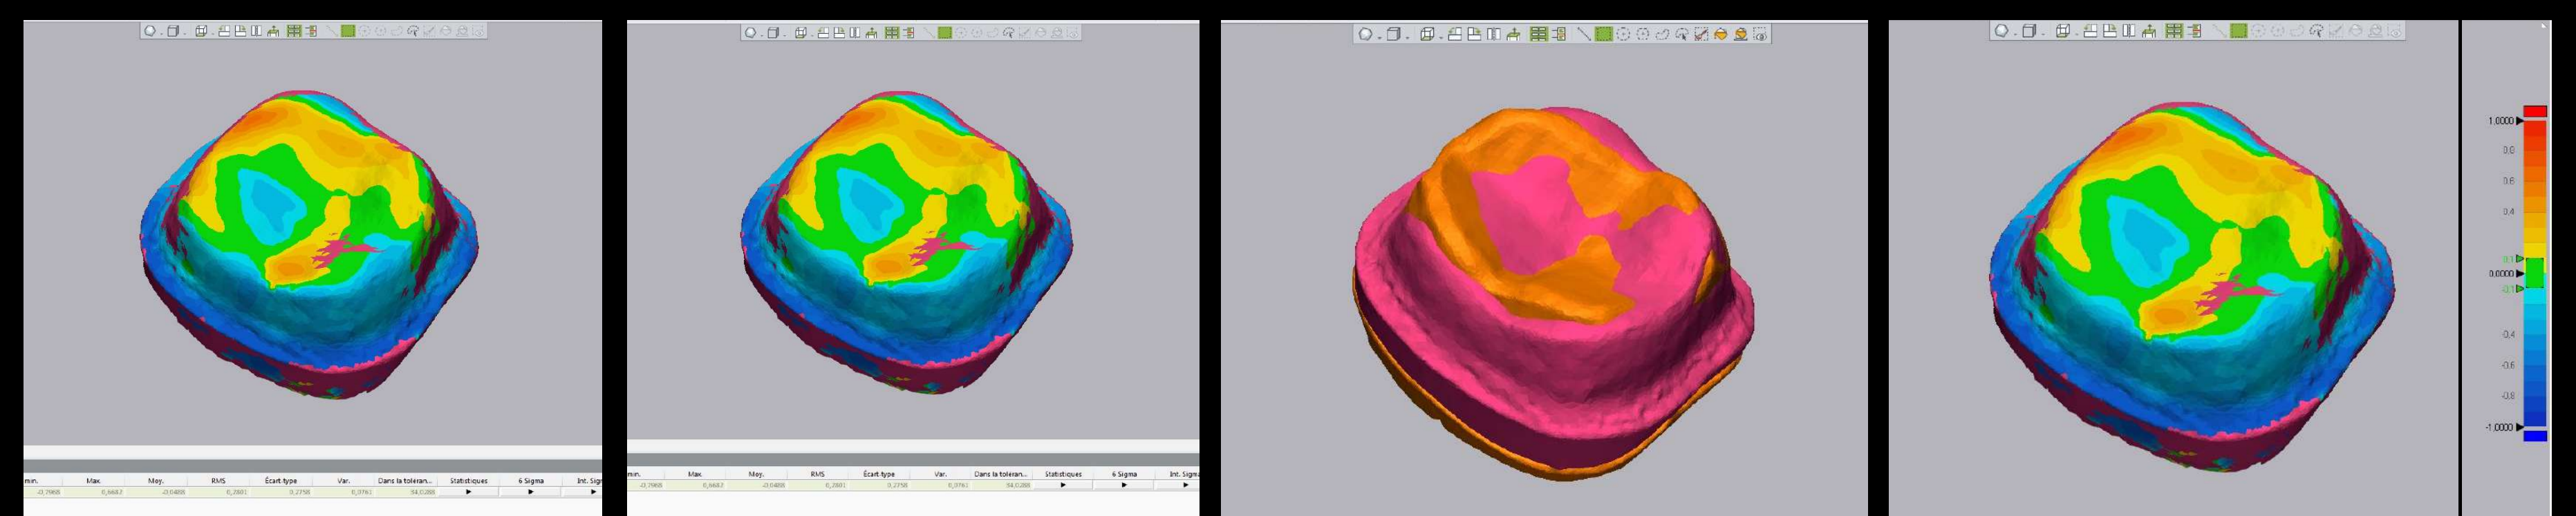 min. Max. Moy. RMS Écart-type Var. Dans la toléran... Statistiques 6 Sigma Int. Sigr
-0,7968 0,6682 -0,0488 0,2801 0,2758 0,0761 34,0288
min. Max. Moy. RMS Écart-type Var. Dans la toléran... Statistiques 6 Sigma Int. Sigma
-0,7968 0,6682 -0,0488 0,2801 0,2758 0,0761 34,0288
1,0000
0.8
0.6
0.4
0.1
0.0000
-0.1
-0.4
-0.6
-0.8
-1.0000